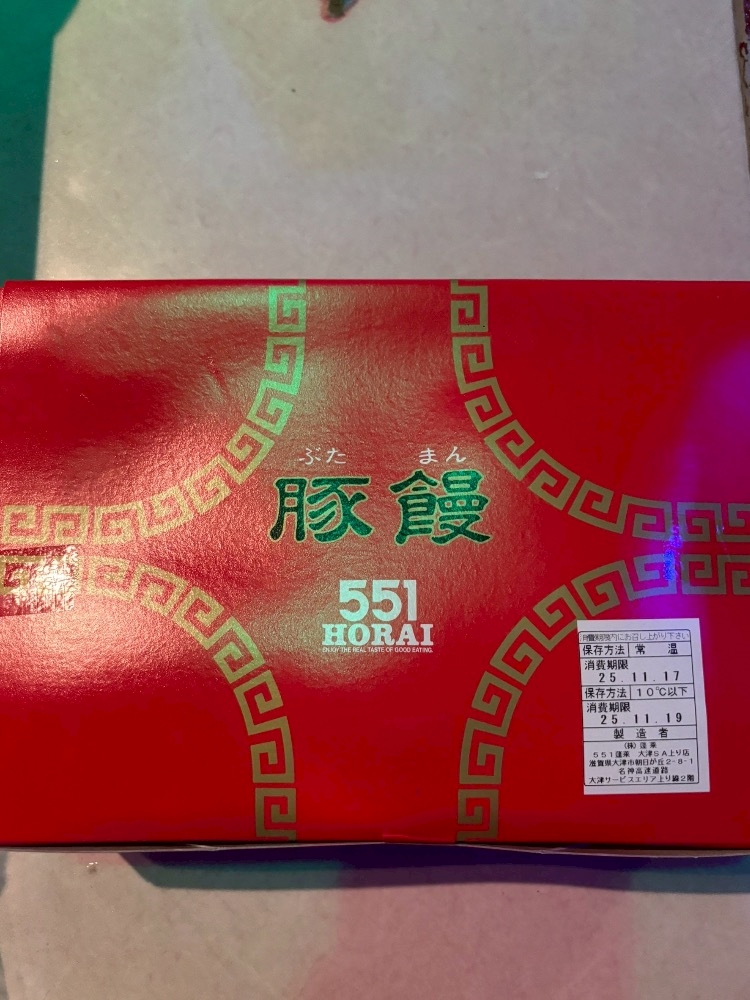 ぶた まん
豚饅
551
HORAI
ENJOY THE REAL TASTE OF GOOD EATING.
消費期限内にお召し上がり下さい
保存方法 常 温
消費期限
25.11.17
保存方法 10℃以下
消費期限
25.11.19
製 造 者
(株)蓬莱
551蓬莱 大津SA上り店
滋賀県大津市朝日が丘2-8-1
名神高速道路
大津サービスエリア上り線2階